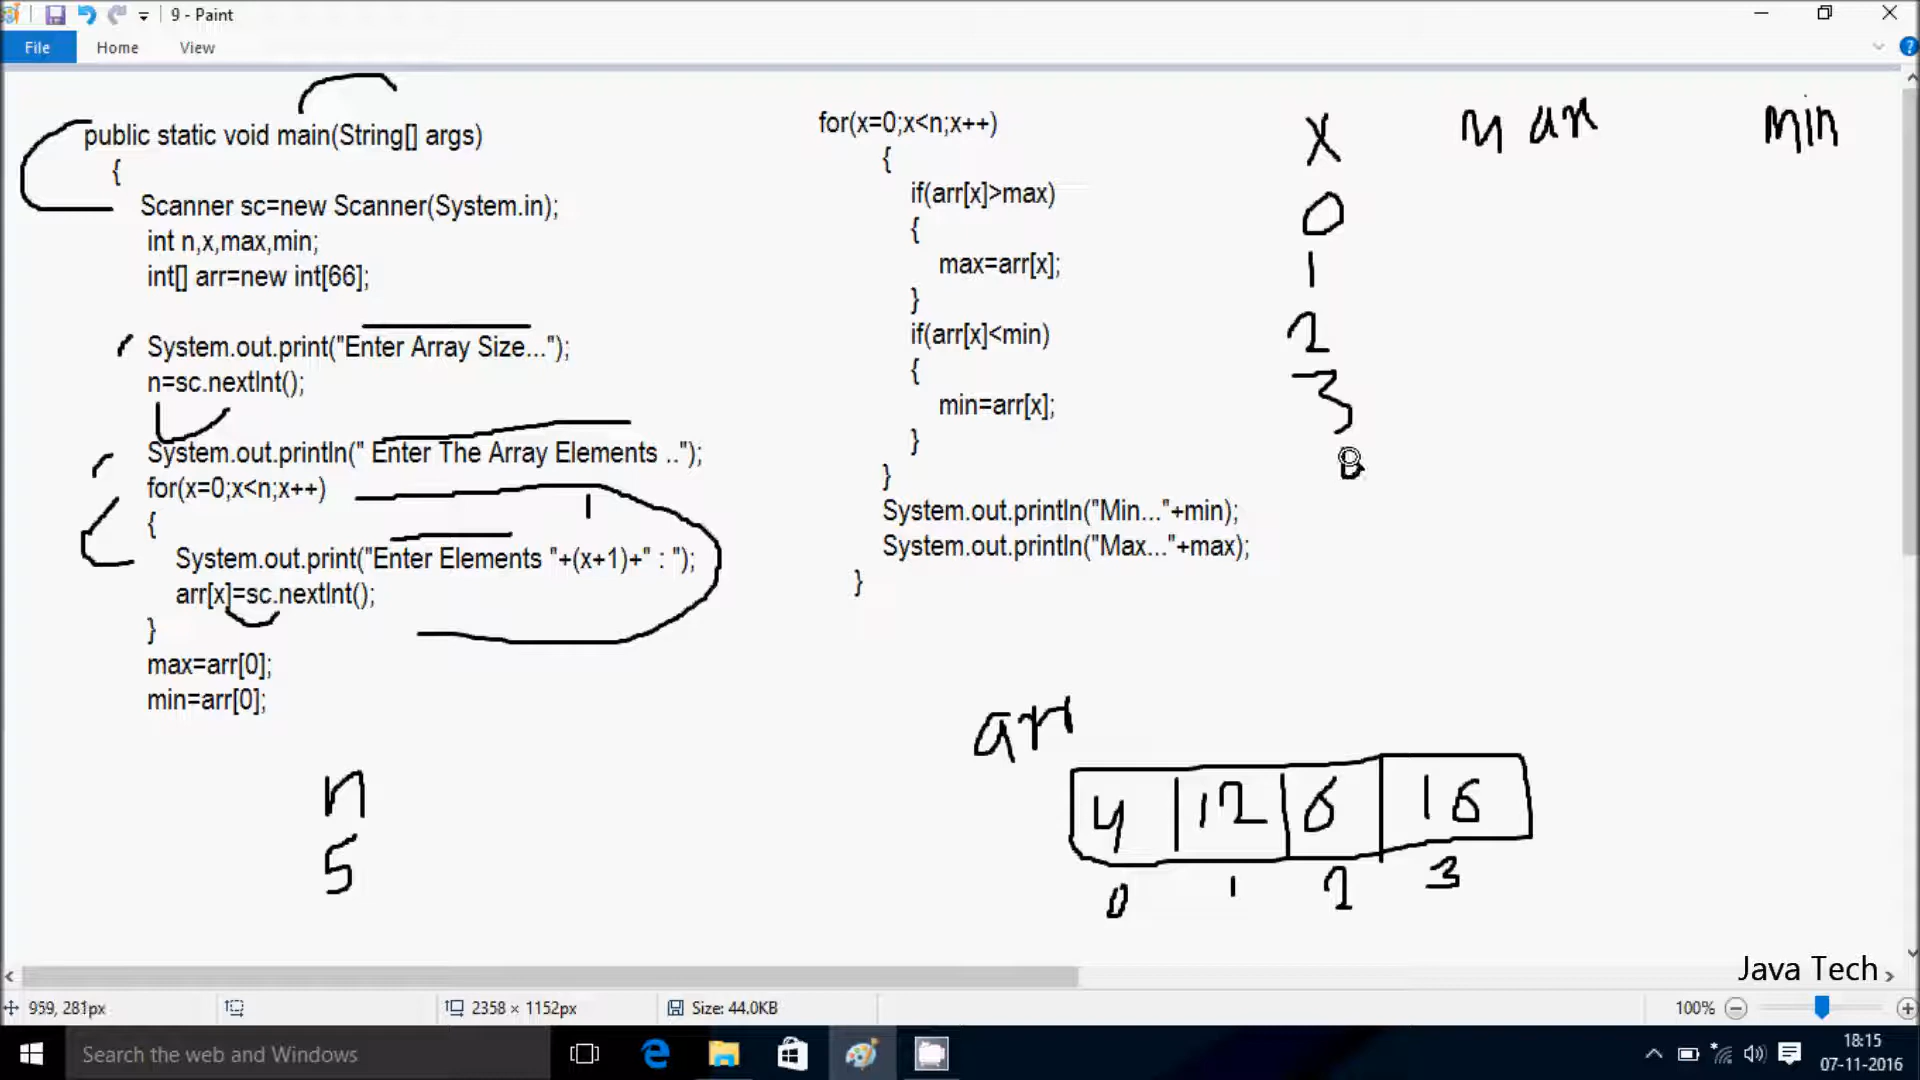 9 - Paint
File Home View
public static void main(String[] args)
{
Scanner sc=new Scanner(System.in);
int n,x,max,min;
int[] arr=new int[66];
System.out.print("Enter Array Size...");
n=sc.nextInt();
System.out.println(" Enter The Array Elements ..");
for(x=0;x<n;x++)
{
System.out.print("Enter Elements "+(x+1)+" : ");
arr[x]=sc.nextInt();
}
max=arr[0];
min=arr[0];
n
5
for(x=0;x<n;x++)
{
if(arr[x]>max)
{
max=arr[x];
}
if(arr[x]<min)
{
min=arr[x];
}
}
System.out.println("Min..."+min);
System.out.println("Max..."+max);
}
X min
0
1
2
3
arr
4 12 6 16
0 1 2 3
Java Tech
959, 281px 2358 × 1152px Size: 44.0KB 100%
Search the web and Windows
18:15
07-11-2016